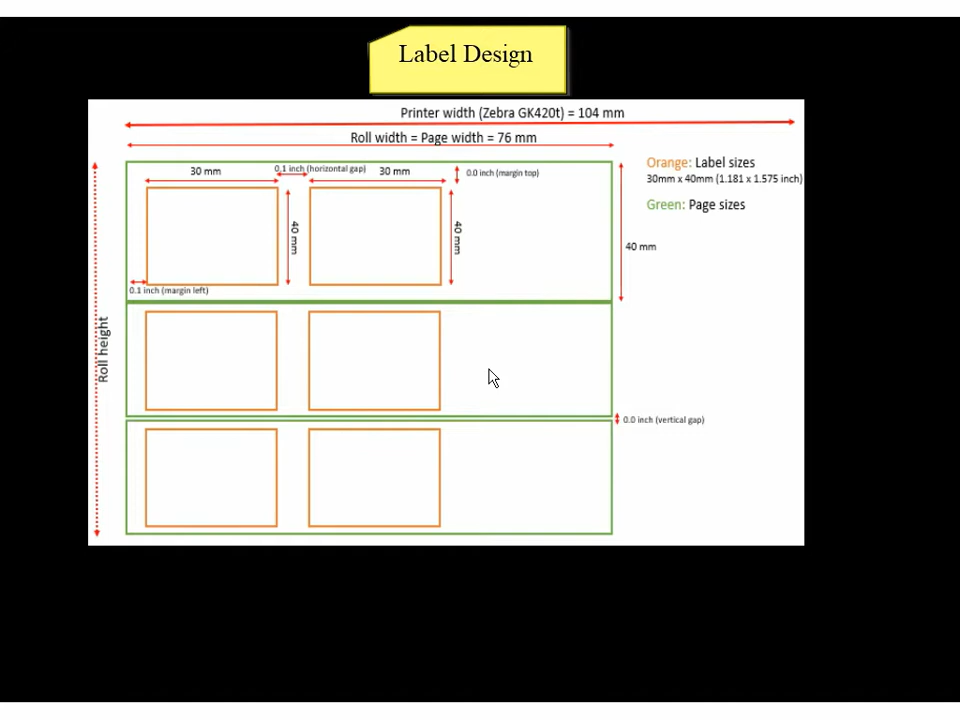 Label Design
Printer width (Zebra GK420t) = 104 mm
Roll width = Page width = 76 mm
30 mm
0.1 inch (horizontal gap)
30 mm
0.0 inch (margin top)
Orange: Label sizes
30mm x 40mm (1.181 x 1.575 inch)
Green: Page sizes
40 mm
40 mm
40 mm
0.1 inch (margin left)
Roll height
0.0 inch (vertical gap)